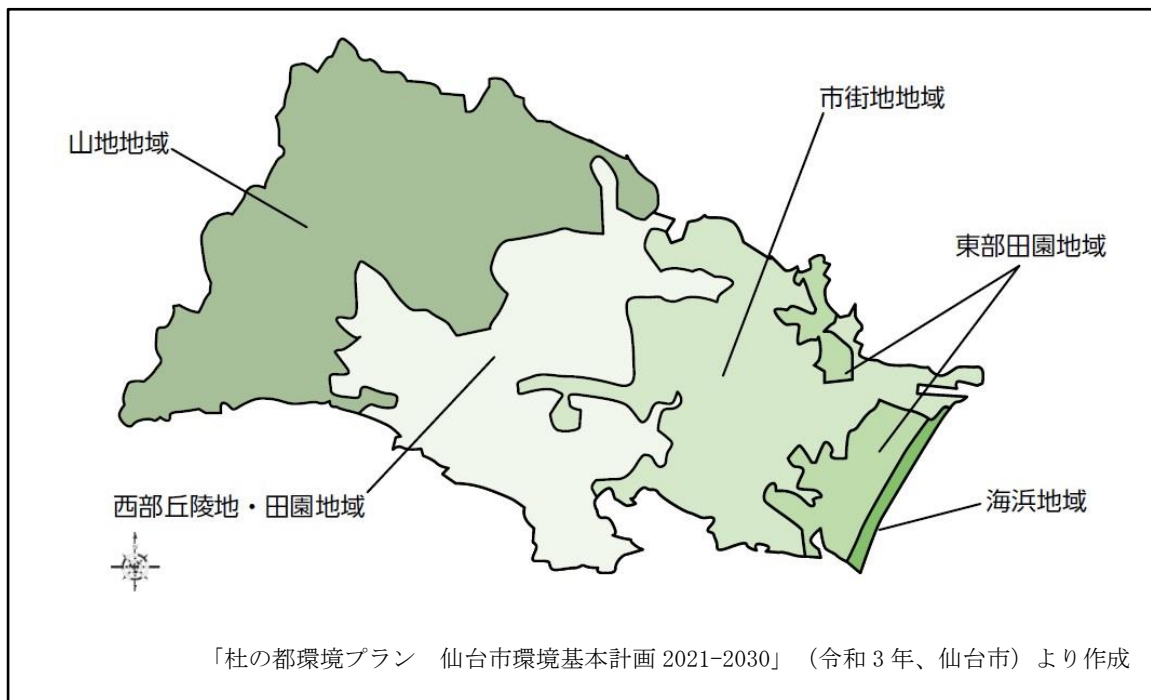 市街地地域
山地地域
東部田園地域
西部丘陵地・田園地域
海浜地域
「杜の都環境プラン　仙台市環境基本計画 2021-2030」（令和 3 年、仙台市）より作成